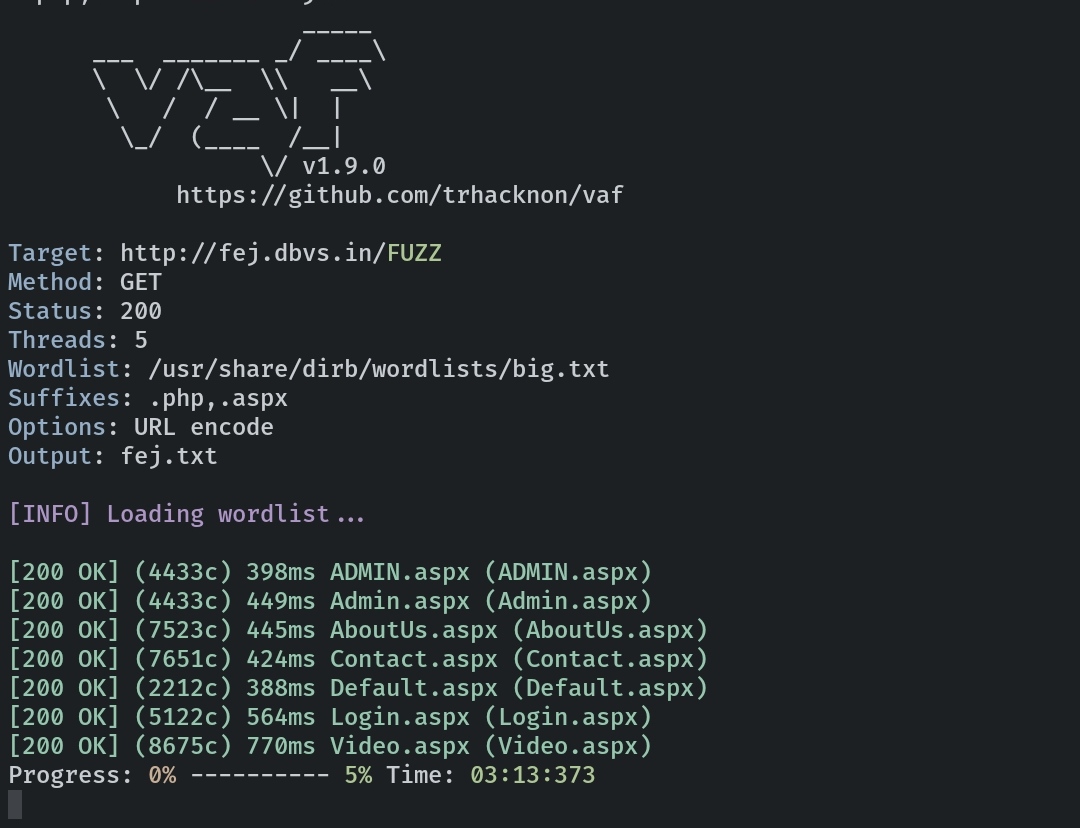 v1.9.0
https://github.com/trhacknon/vaf
Target: http://fej.dbvs.in/FUZZ
Method: GET
Status: 200
Threads: 5
Wordlist: /usr/share/dirb/wordlists/big.txt
Suffixes: .php,.aspx
Options: URL encode
Output: fej.txt
[INFO] Loading wordlist...
[200 OK] (4433c) 398ms ADMIN.aspx (ADMIN.aspx)
[200 OK] (4433c) 449ms Admin.aspx (Admin.aspx)
[200 OK] (7523c) 445ms AboutUs.aspx (AboutUs.aspx)
[200 OK] (7651c) 424ms Contact.aspx (Contact.aspx)
[200 OK] (2212c) 388ms Default.aspx (Default.aspx)
[200 OK] (5122c) 564ms Login.aspx (Login.aspx)
[200 OK] (8675c) 770ms Video.aspx (Video.aspx)
Progress: 0% ---------- 5% Time: 03:13:373